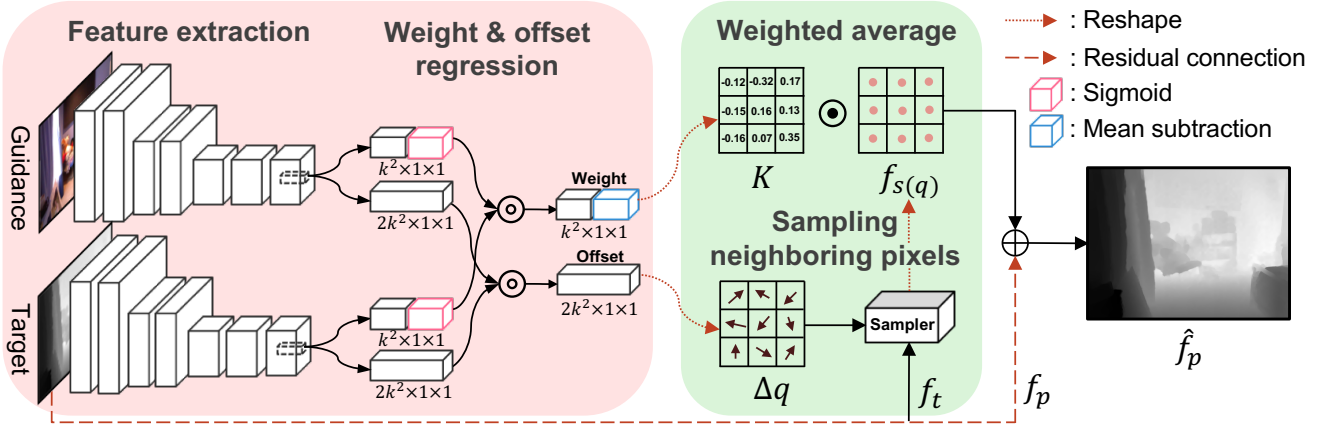 Feature extraction
Weight & offset
regression
Weighted average
: Reshape
: Residual connection
: Sigmoid
: Mean subtraction
Guidance
Target
k²×1×1
2k²×1×1
k²×1×1
2k²×1×1
Weight
k²×1×1
Offset
2k²×1×1
-0.12 -0.32 0.17
-0.15 0.16 0.13
-0.16 0.07 0.35
K
f_{s(q)}
Sampling
neighboring pixels
Sampler
Δq
f_t
f_p
f̂_p